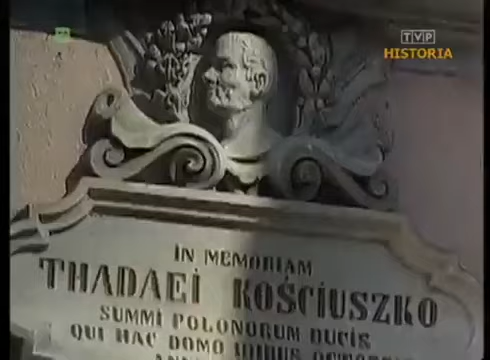 TVP
HISTORIA
IN MEMORIAM
THADAEI KOŚCIUSZKO
SUMMI POLONORUM DUCIS
QUI HAC DOMO